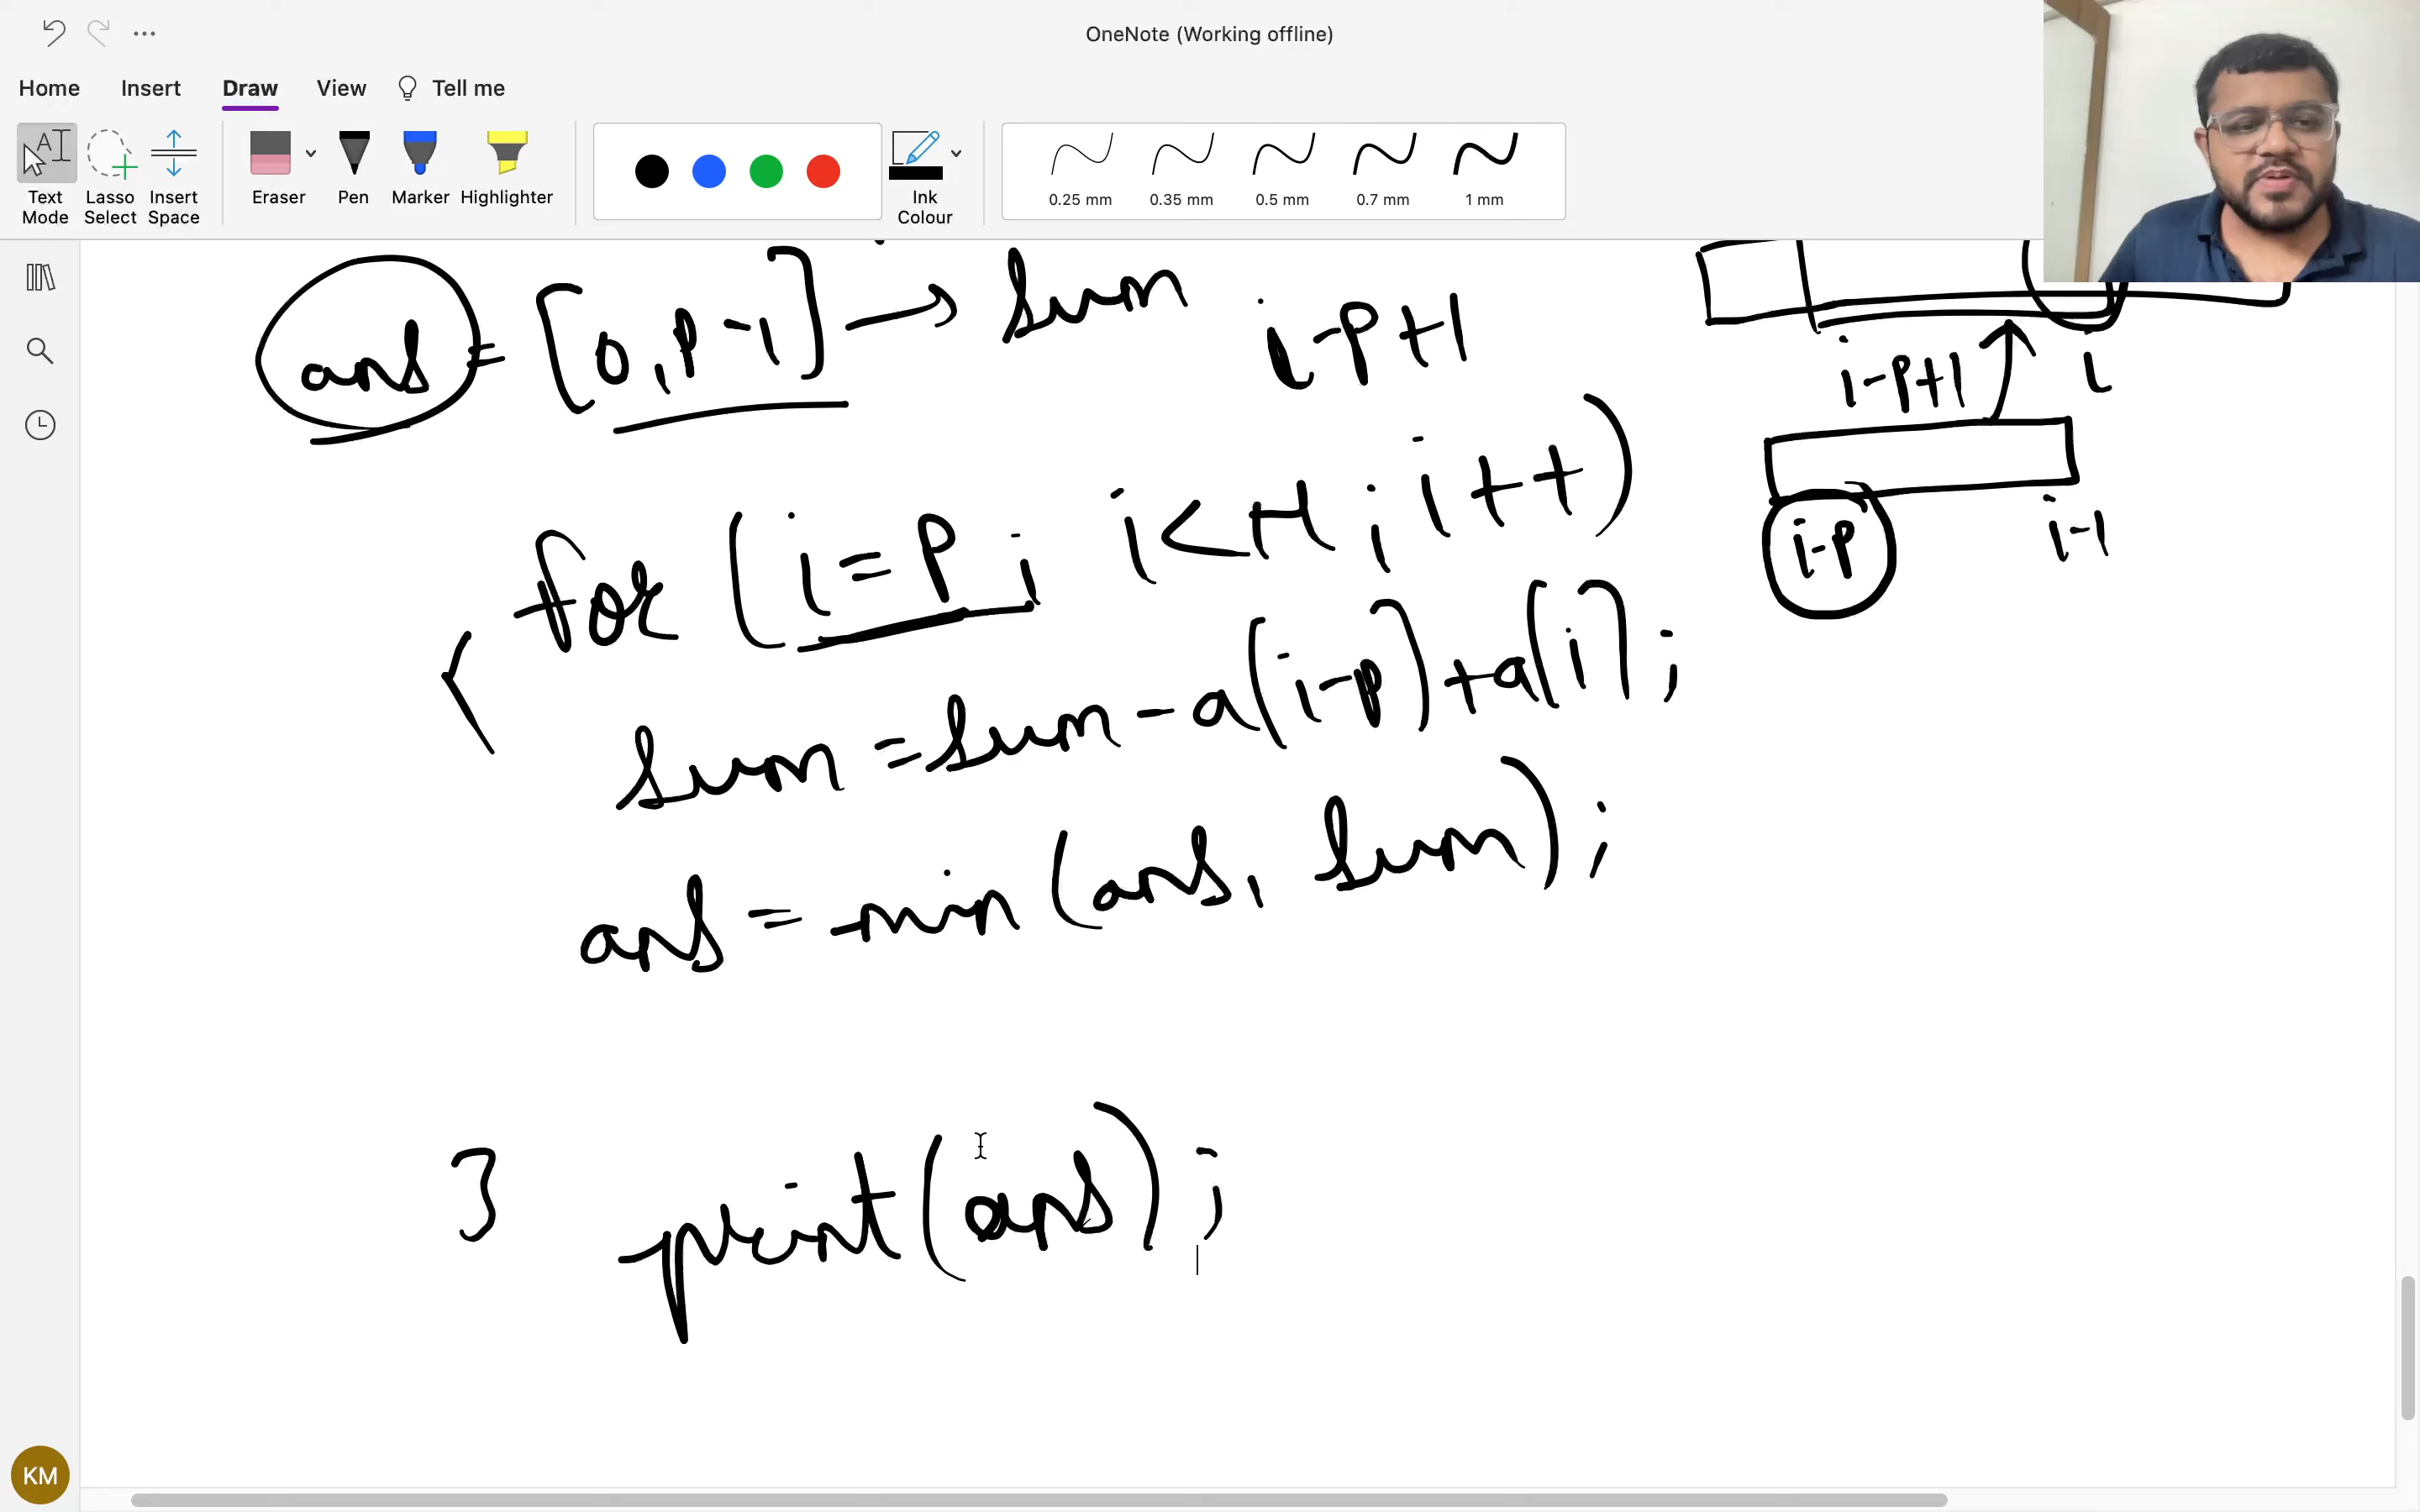 OneNote (Working offline)
Home Insert Draw View Tell me
Text Mode Lasso Select Insert Space Eraser Pen Marker Highlighter Ink Colour 0.25 mm 0.35 mm 0.5 mm 0.7 mm 1 mm
ans = [0, p-1] → sum i-p+1
i-p+1 i
for (i=p; i<n; i++)
i-p i-1
{
sum = sum - a[i-p] + a[i];
ans = min(ans, sum);
} print(ans);
KM